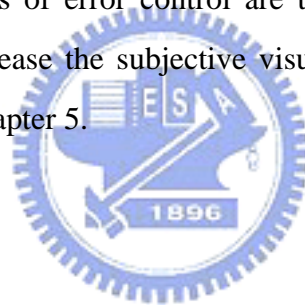 s of error control are t
ease the subjective visu
apter 5.
E S A
1896